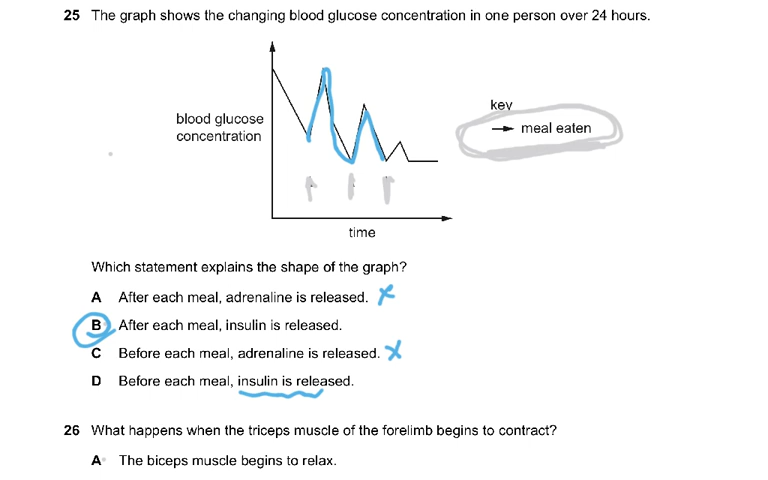 25 The graph shows the changing blood glucose concentration in one person over 24 hours.
blood glucose
concentration
key
meal eaten
time
Which statement explains the shape of the graph?
A After each meal, adrenaline is released.
B After each meal, insulin is released.
C Before each meal, adrenaline is released.
D Before each meal, insulin is released.
26 What happens when the triceps muscle of the forelimb begins to contract?
A The biceps muscle begins to relax.